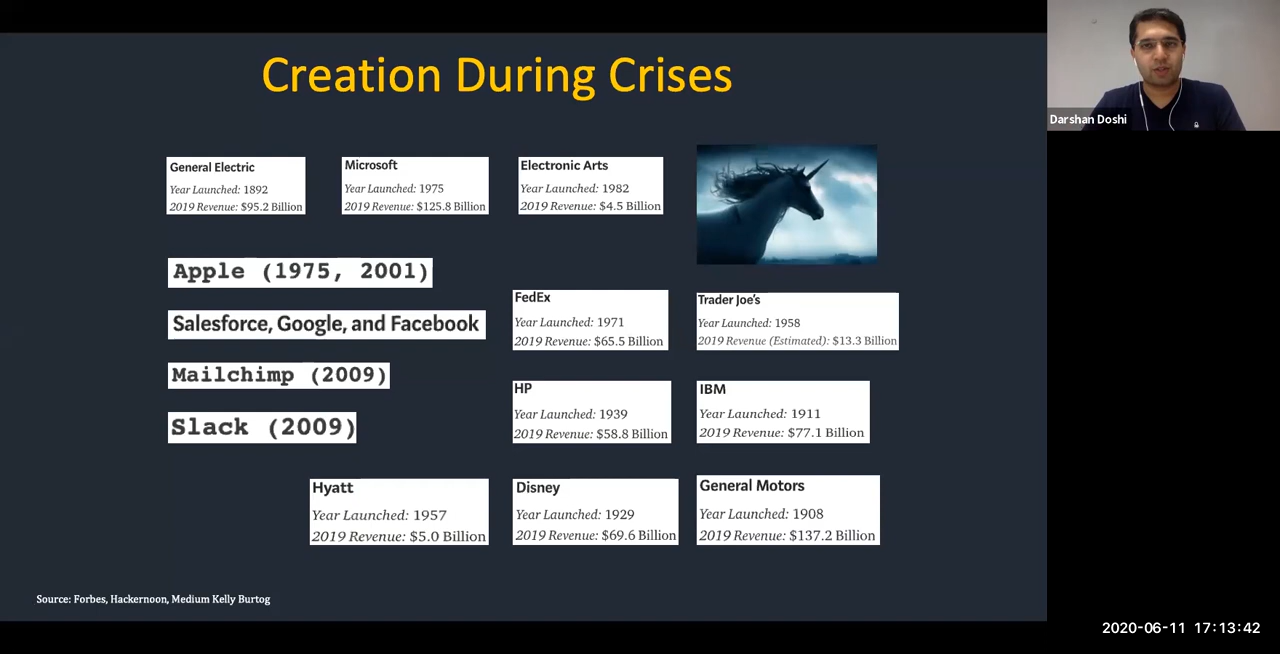 Creation During Crises
Darshan Doshi
General Electric
Year Launched: 1892
2019 Revenue: $95.2 Billion
Microsoft
Year Launched: 1975
2019 Revenue: $125.8 Billion
Electronic Arts
Year Launched: 1982
2019 Revenue: $4.5 Billion
Apple (1975, 2001)
Salesforce, Google, and Facebook
Mailchimp (2009)
Slack (2009)
FedEx
Year Launched: 1971
2019 Revenue: $65.5 Billion
Trader Joe's
Year Launched: 1958
2019 Revenue (Estimated): $13.3 Billion
HP
Year Launched: 1939
2019 Revenue: $58.8 Billion
IBM
Year Launched: 1911
2019 Revenue: $77.1 Billion
Hyatt
Year Launched: 1957
2019 Revenue: $5.0 Billion
Disney
Year Launched: 1929
2019 Revenue: $69.6 Billion
General Motors
Year Launched: 1908
2019 Revenue: $137.2 Billion
Source: Forbes, Hackernoon, Medium Kelly Burtog
2020-06-11 17:13:42